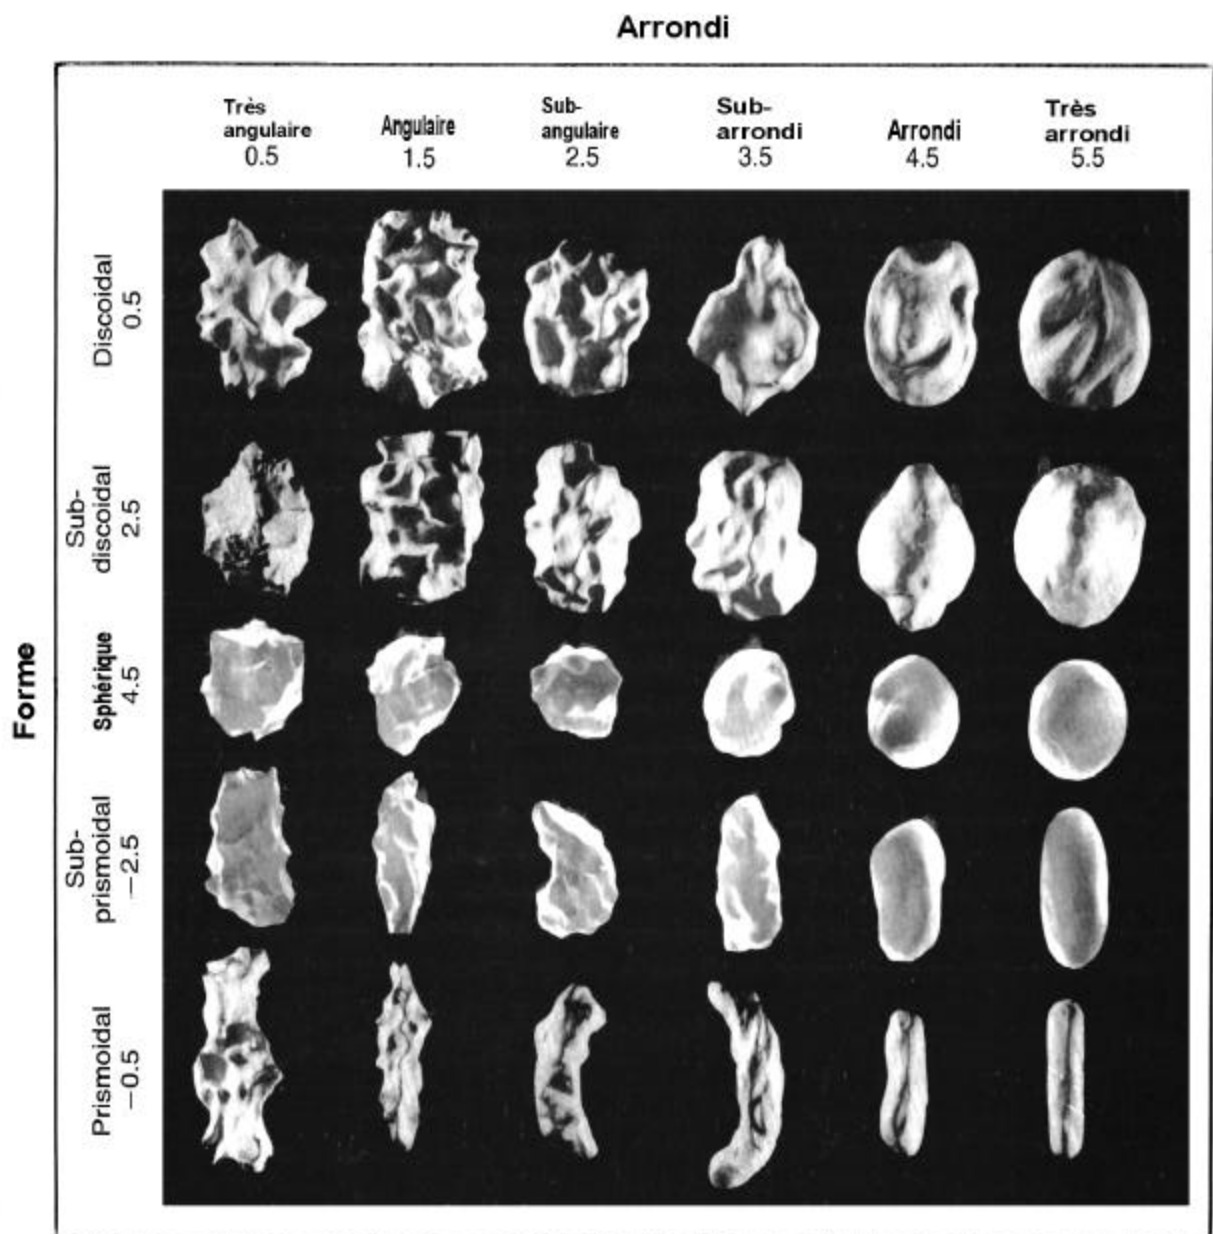 Arrondi
Très
angulaire
0.5
Angulaire
1.5
Sub-
angulaire
2.5
Sub-
arrondi
3.5
Arrondi
4.5
Très
arrondi
5.5
Forme
Discoidal
0.5
Sub-
discoidal
2.5
Sphérique
4.5
Sub-
prismoidal
−2.5
Prismoidal
−0.5